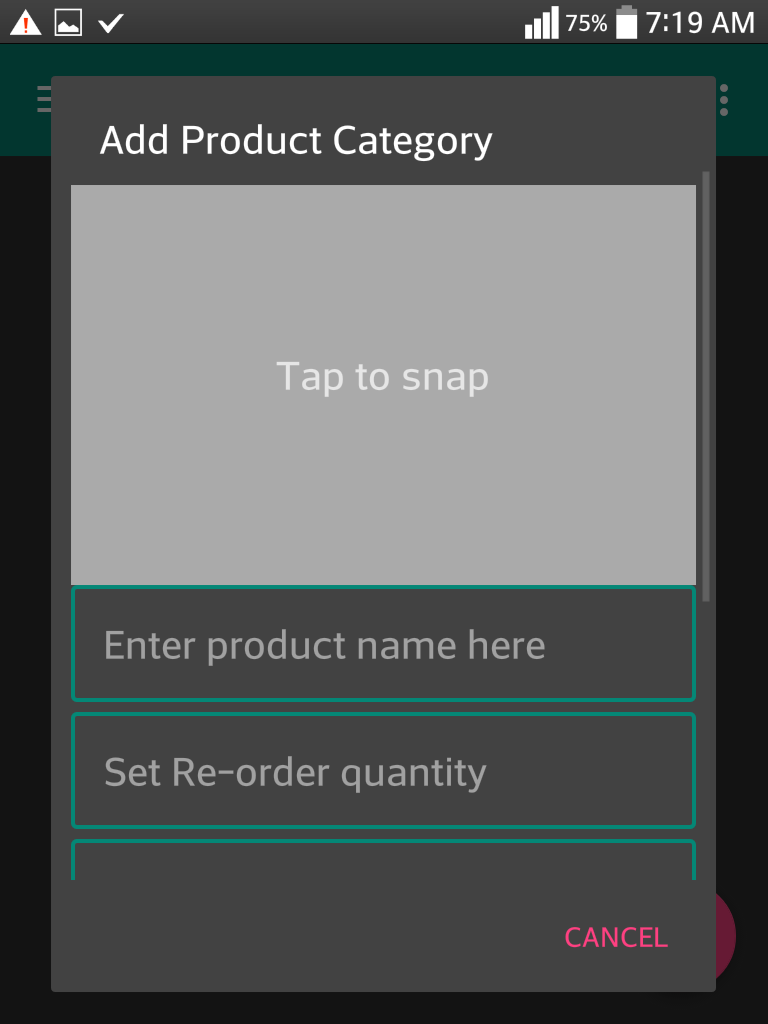 75% 7:19 AM
Add Product Category
Tap to snap
Enter product name here
Set Re-order quantity
CANCEL